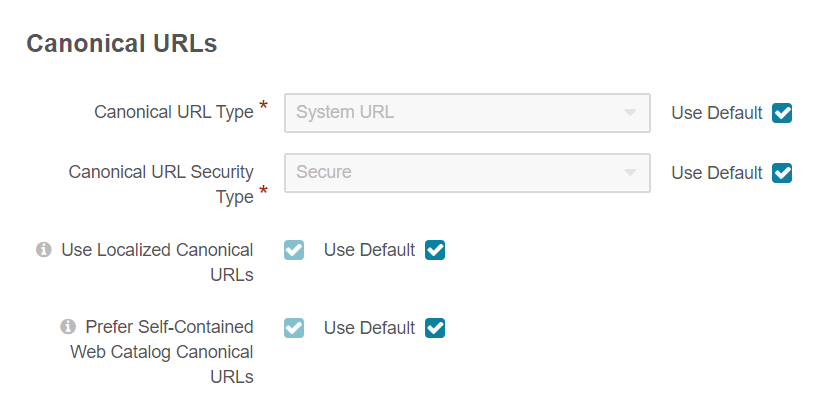 Canonical URLs
Canonical URL Type * System URL Use Default
Canonical URL Security Secure Use Default
Type *
Use Localized Canonical Use Default
URLs
Prefer Self-Contained Use Default
Web Catalog Canonical
URLs